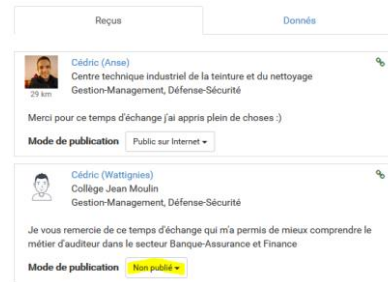 Reçus
Donnés
Cédric (Anse)
Centre technique industriel de la teinture et du nettoyage
Gestion-Management, Défense-Sécurité
29 km
Merci pour ce temps d'échange j'ai appris plein de choses :)
Mode de publication Public sur Internet
Cédric (Wattignies)
Collège Jean Moulin
Gestion-Management, Défense-Sécurité
Je vous remercie de ce temps d'échange qui m'a permis de mieux comprendre le
métier d'auditeur dans le secteur Banque-Assurance et Finance
Mode de publication Non publié